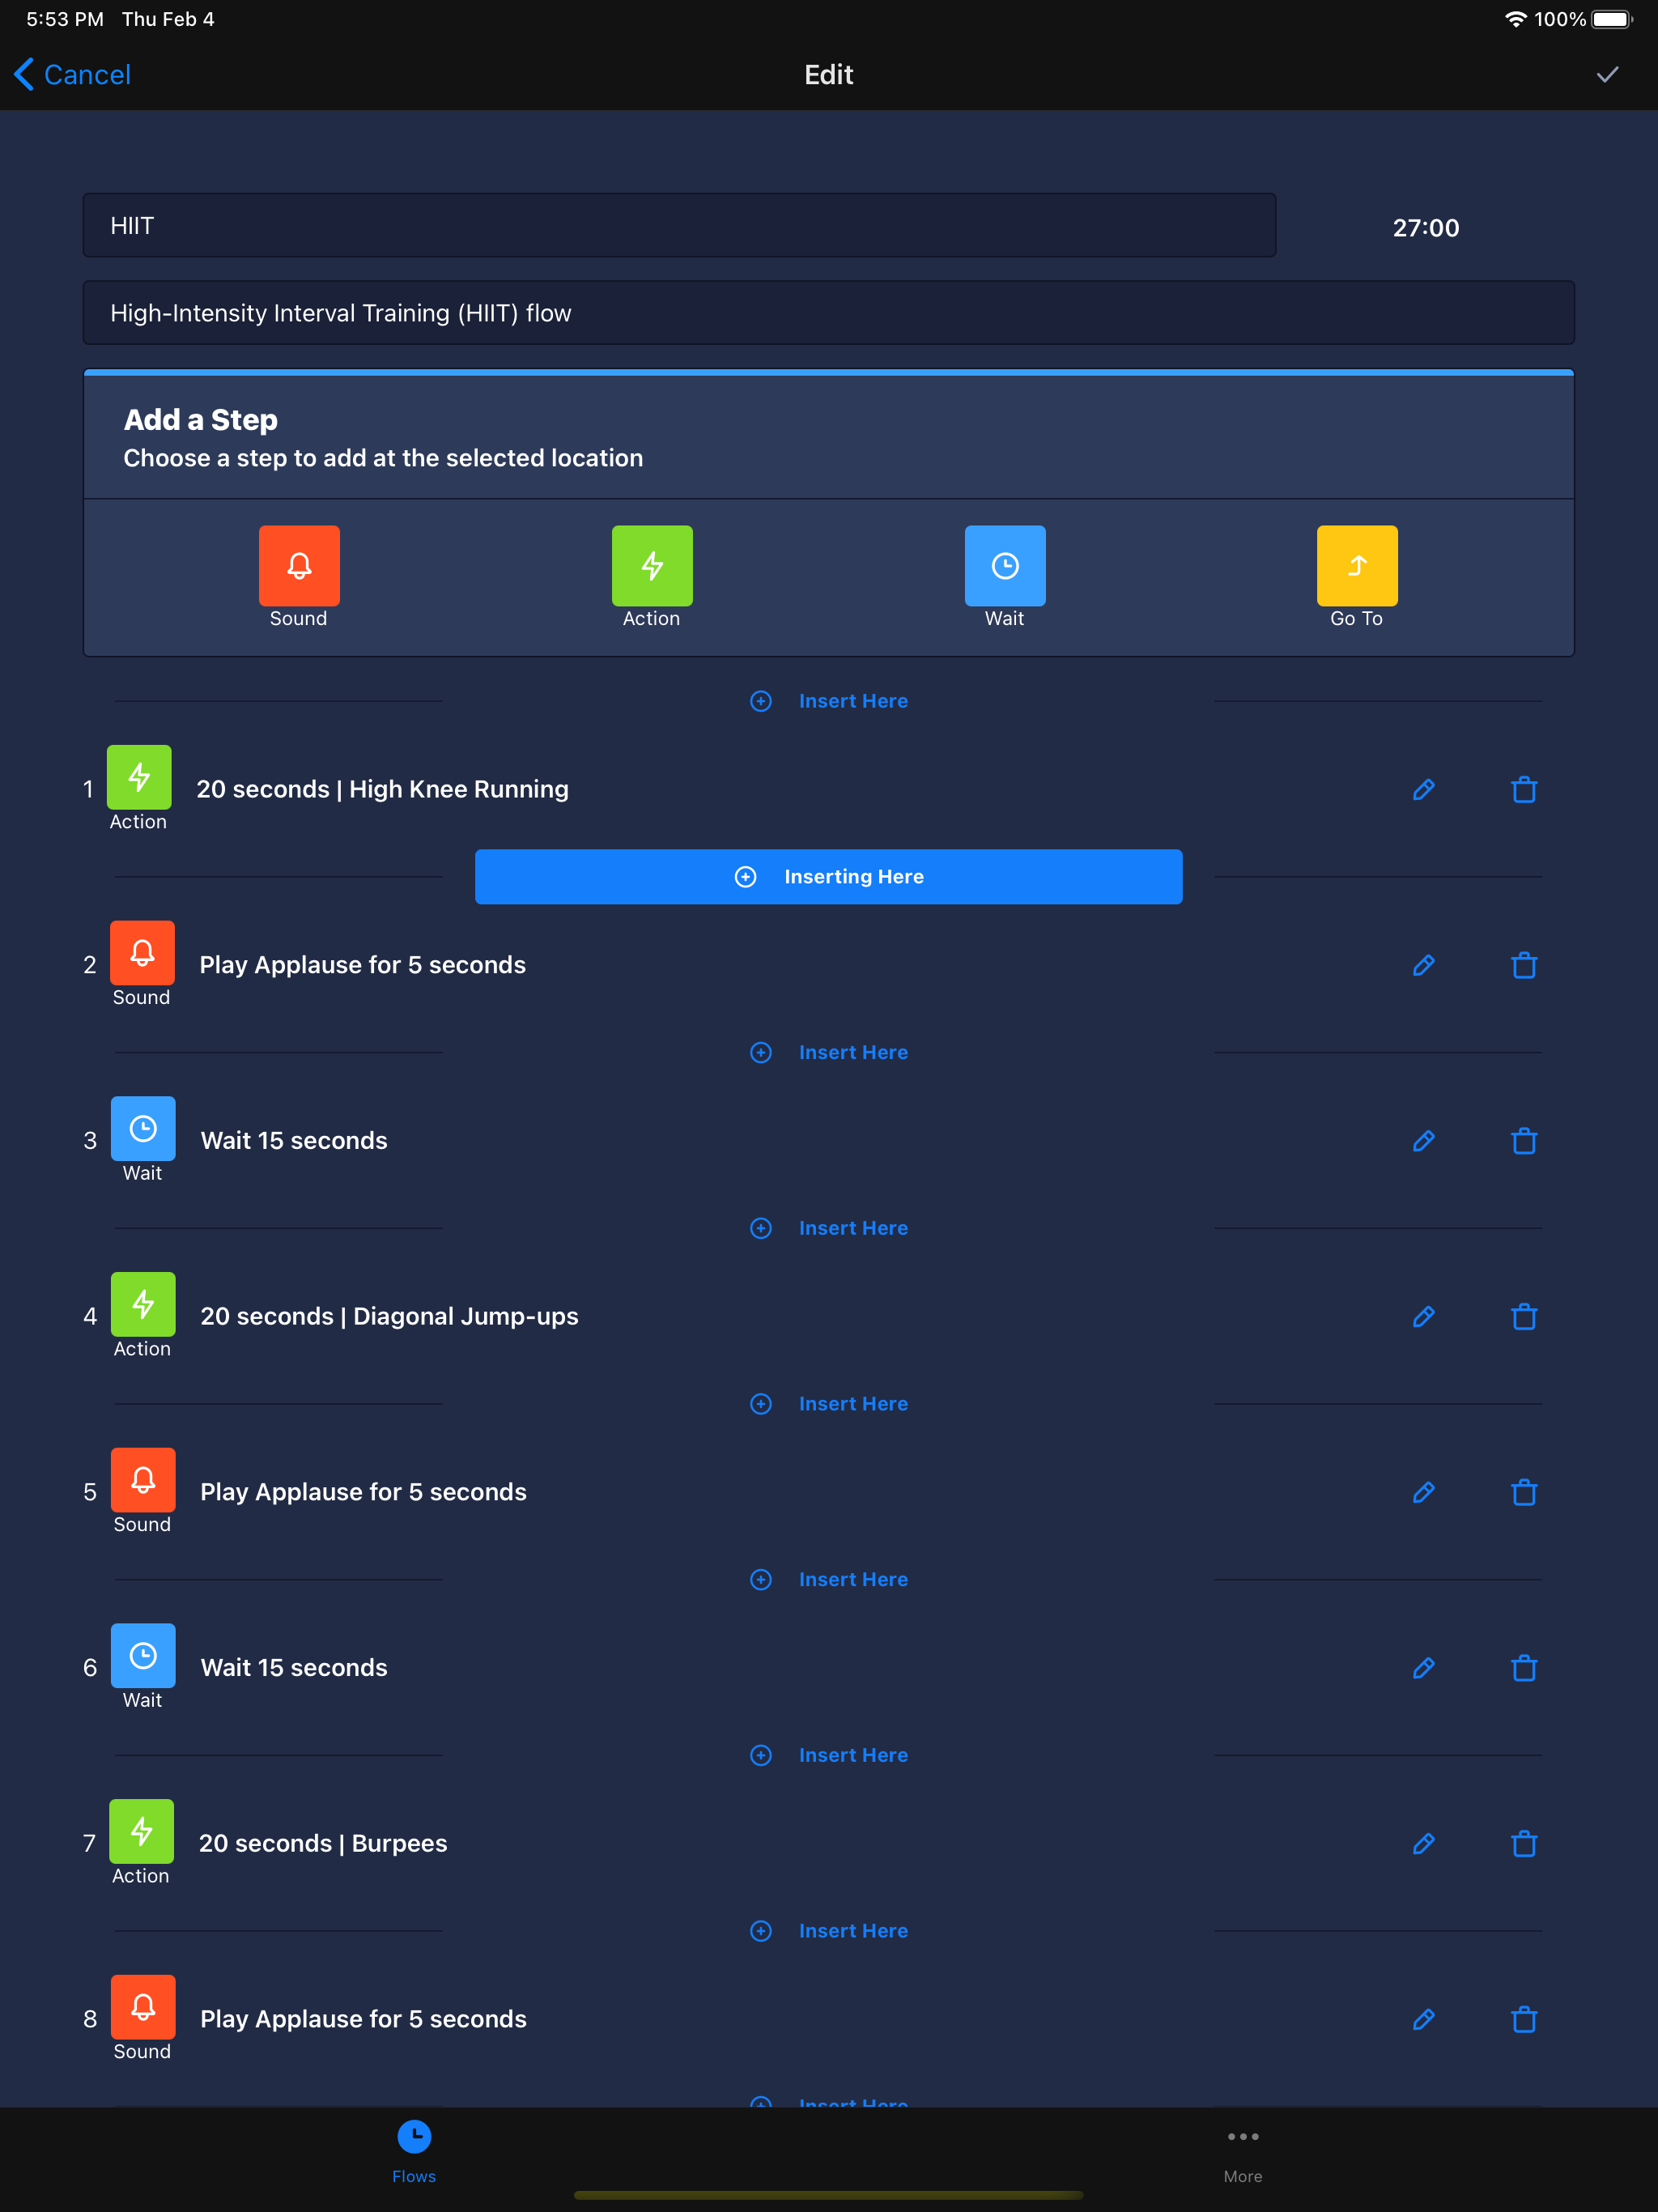 5:53 PM Thu Feb 4 100%
Cancel Edit
HIIT 27:00
High-Intensity Interval Training (HIIT) flow
Add a Step
Choose a step to add at the selected location
Sound Action Wait Go To
Insert Here
1 20 seconds | High Knee Running
Action
Inserting Here
2 Play Applause for 5 seconds
Sound
Insert Here
3 Wait 15 seconds
Wait
Insert Here
4 20 seconds | Diagonal Jump-ups
Action
Insert Here
5 Play Applause for 5 seconds
Sound
Insert Here
6 Wait 15 seconds
Wait
Insert Here
7 20 seconds | Burpees
Action
Insert Here
8 Play Applause for 5 seconds
Sound
Insert Here
Flows More